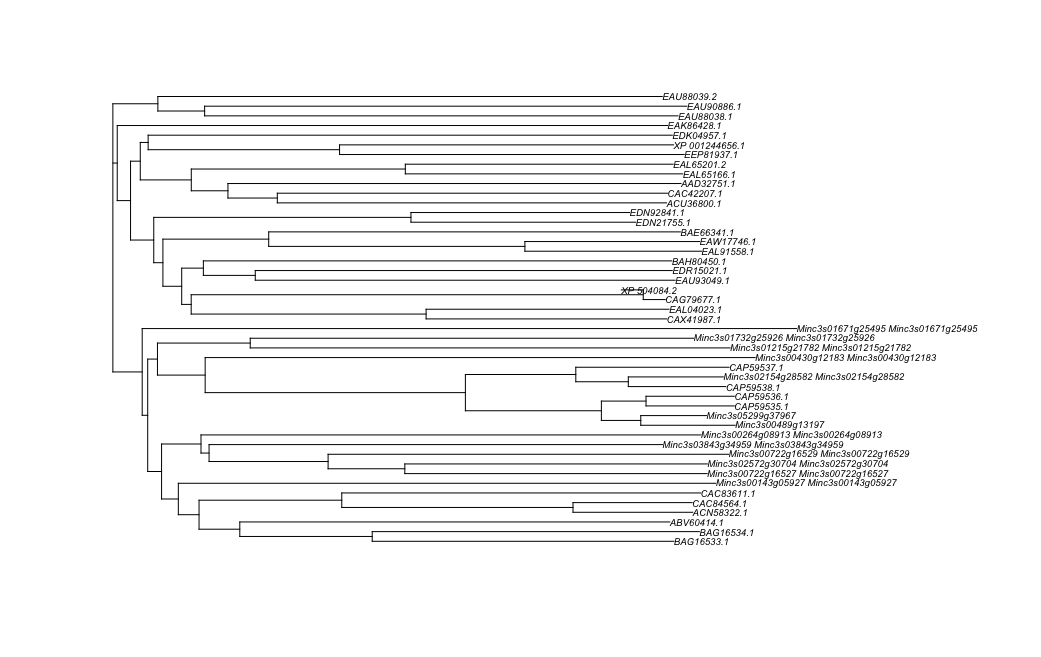 EAU88039.2
EAU90886.1
EAU88038.1
EAK86428.1
EDK04957.1
XP 001244656.1
EEP81937.1
EAL65201.2
EAL65166.1
AAD32751.1
CAC42207.1
ACU36800.1
EDN92841.1
EDN21755.1
BAE66341.1
EAW17746.1
EAL91558.1
BAH80450.1
EDR15021.1
EAU93049.1
XP 504084.2
CAG79677.1
EAL04023.1
CAX41987.1
Minc3s01671g25495 Minc3s01671g25495
Minc3s01732g25926 Minc3s01732g25926
Minc3s01215g21782 Minc3s01215g21782
Minc3s00430g12183 Minc3s00430g12183
CAP59537.1
Minc3s02154g28582 Minc3s02154g28582
CAP59538.1
CAP59536.1
CAP59535.1
Minc3s05299g37967
Minc3s00489g13197
Minc3s00264g08913 Minc3s00264g08913
Minc3s03843g34959 Minc3s03843g34959
Minc3s00722g16529 Minc3s00722g16529
Minc3s02572g30704 Minc3s02572g30704
Minc3s00722g16527 Minc3s00722g16527
Minc3s00143g05927 Minc3s00143g05927
CAC83611.1
CAC84564.1
ACN58322.1
ABV60414.1
BAG16534.1
BAG16533.1